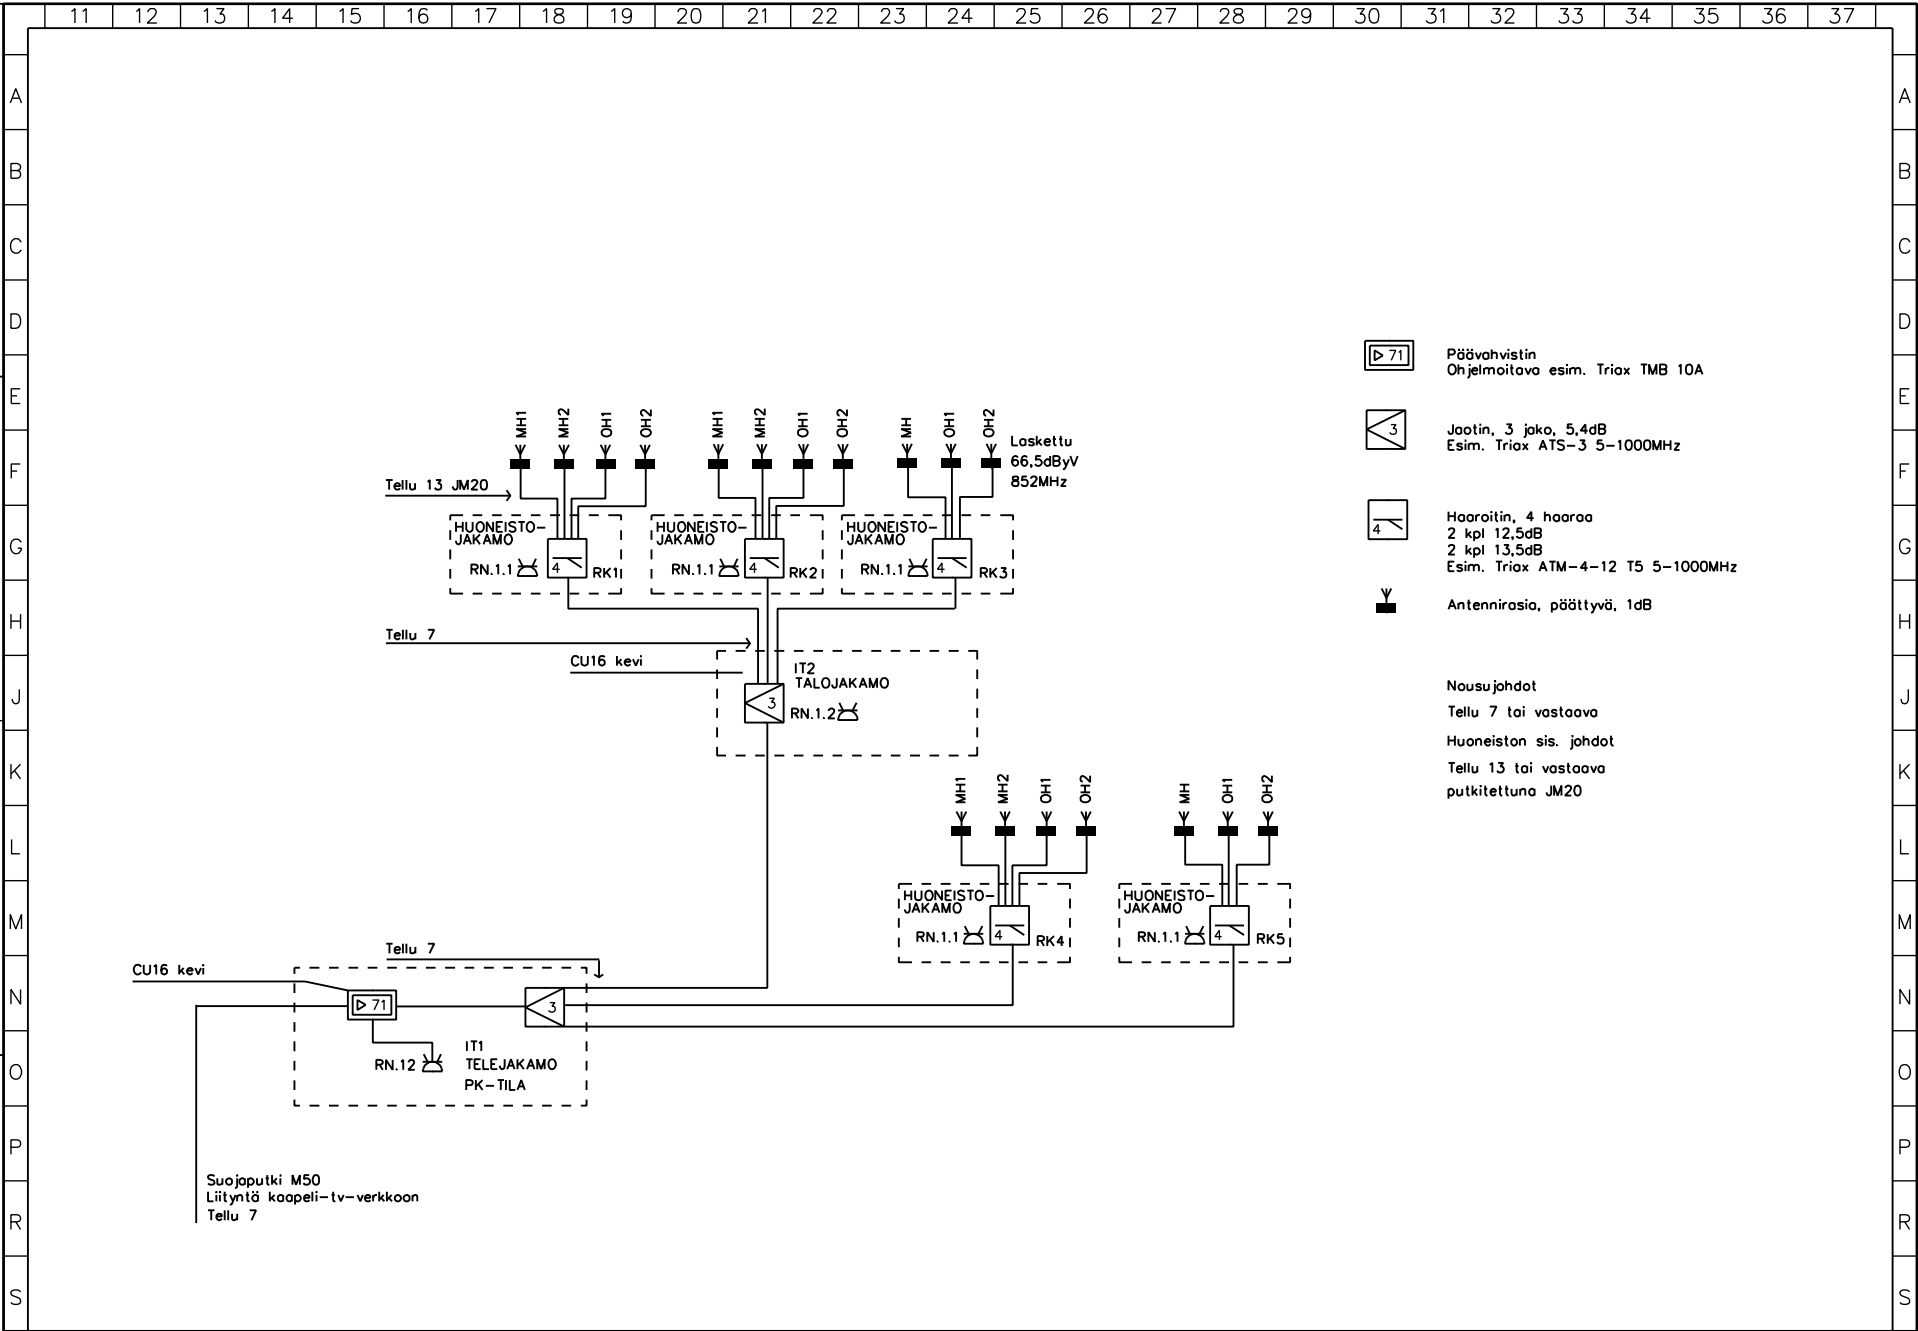 11 12 13 14 15 16 17 18 19 20 21 22 23 24 25 26 27 28 29 30 31 32 33 34 35 36 37
A A
B B
C C
D D
▷ 71
Päävahvistin
Ohjelmoitava esim. Triax TMB 10A
E E
3
Jaotin, 3 jako, 5,4dB
Esim. Triax ATS-3 5-1000MHz
MH1 MH2 OH1 OH2
MH1 MH2 OH1 OH2
MH OH1 OH2
Laskettu
66,5dByV
852MHz
F F
Tellu 13 JM20
4
Haaroitin, 4 haaraa
2 kpl 12,5dB
2 kpl 13,5dB
Esim. Triax ATM-4-12 T5 5-1000MHz
G G
HUONEISTO-
JAKAMO
RN.1.1 4 RK1
HUONEISTO-
JAKAMO
RN.1.1 4 RK2
HUONEISTO-
JAKAMO
RN.1.1 4 RK3
Antennirasia, päättyvä, 1dB
H H
Tellu 7
CU16 kevi
IT2
TALOJAKAMO
3
RN.1.2
J J
Nousujohdot
Tellu 7 tai vastaava
Huoneiston sis. johdot
Tellu 13 tai vastaava
putkitettuna JM20
K K
MH1 MH2 OH1 OH2
MH OH1 OH2
L L
HUONEISTO-
JAKAMO
RN.1.1 4 RK4
HUONEISTO-
JAKAMO
RN.1.1 4 RK5
M M
Tellu 7
CU16 kevi
N N
▷ 71
3
RN.12
IT1
TELEJAKAMO
PK-TILA
O O
P P
Suojaputki M50
Liityntä kaapeli-tv-verkkoon
Tellu 7
R R
S S